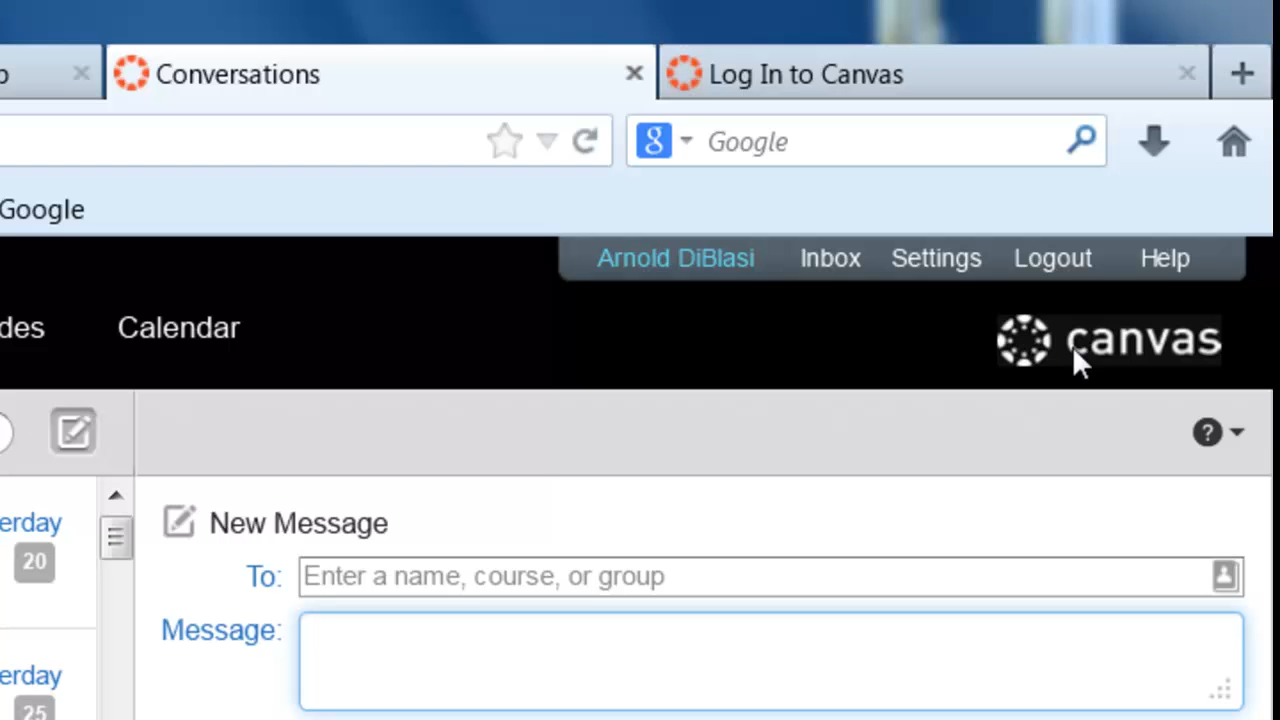 Conversations
Log In to Canvas
Google
Google
Arnold DiBlasi Inbox Settings Logout Help
des Calendar
canvas
erday
20
New Message
To: Enter a name, course, or group
Message:
erday
25